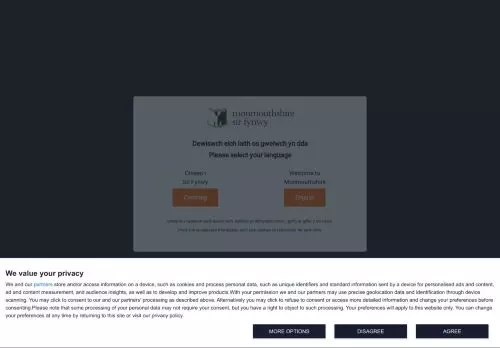 monmouthshire
sir fynwy
Dewiswch eich iaith os gwelwch yn dda
Please select your language
Croeso i
Sir Fynwy
Welcome to
Monmouthshire
Cymraeg
English
We value your privacy
We and our partners store and/or access information on a device, such as cookies and process personal data, such as unique identifiers and standard information sent by a device for personalised ads and content,
ad and content measurement, and audience insights, as well as to develop and improve products.With your permission we and our partners may use precise geolocation data and identification through device
scanning. You may click to consent to our and our partners' processing as described above. Alternatively you may click to refuse to consent or access more detailed information and change your preferences before
consenting.Please note that some processing of your personal data may not require your consent, but you have a right to object to such processing. Your preferences will apply to this website only. You can change
your preferences at any time by returning to this site or visit our privacy policy.
MORE OPTIONS
DISAGREE
AGREE